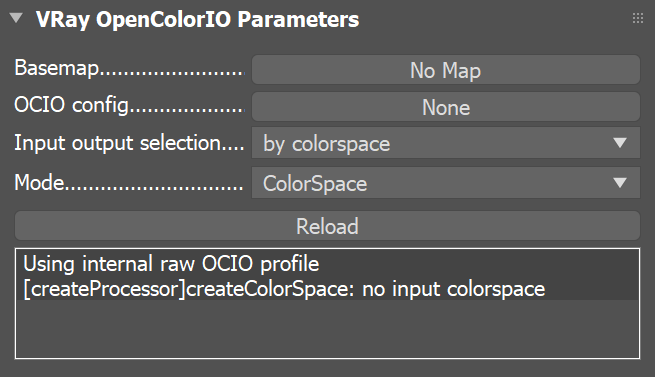 VRay OpenColorIO Parameters
Basemap........................ No Map
OCIO config.................... None
Input output selection.... by colorspace
Mode.............................. ColorSpace
Reload
Using internal raw OCIO profile
[createProcessor]createColorSpace: no input colorspace